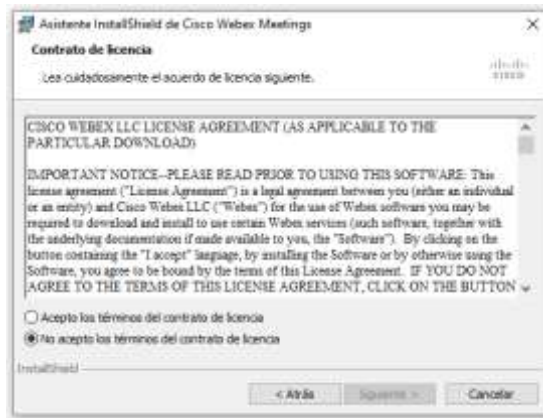 Asistente InstallShield de Cisco Webex Meetings
Contrato de licencia
Lea cuidadosamente el acuerdo de licencia siguiente.
CISCO
CISCO WEBEX LLC LICENSE AGREEMENT (AS APPLICABLE TO THE
PARTICULAR DOWNLOAD)
IMPORTANT NOTICE--PLEASE READ PRIOR TO USING THIS SOFTWARE: This
license agreement ("License Agreement") is a legal agreement between you (either an individual
or an entity) and Cisco Webex LLC ("Webex") for the use of Webex software you may be
required to download and install to use certain Webex services (such software, together with
the underlying documentation if made available to you, the "Software"). By clicking on the
button containing the "I accept" language, by installing the Software or by otherwise using the
Software, you agree to be bound by the terms of this License Agreement. IF YOU DO NOT
AGREE TO THE TERMS OF THIS LICENSE AGREEMENT, CLICK ON THE BUTTON
Acepto los términos del contrato de licencia
No acepto los términos del contrato de licencia
InstallShield
< Atrás
Siguiente >
Cancelar